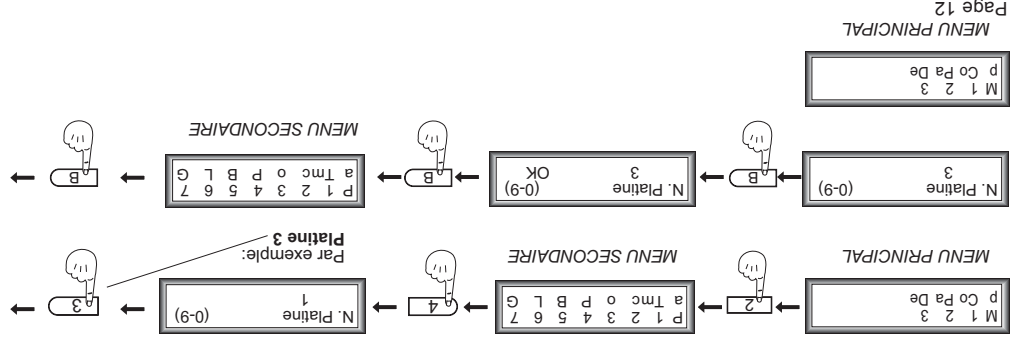 M 1 2 3
p Co Pa De
MENU PRINCIPAL
2
P 1 2 3 4 5 6 7
a Tmc o P B L G
MENU SECONDAIRE
4
N. Platine (0-9)
1
3
Par exemple:
Platine 3
N. Platine (0-9)
3
B
N. Platine (0-9)
3 OK
B
P 1 2 3 4 5 6 7
a Tmc o P B L G
MENU SECONDAIRE
B
M 1 2 3
p Co Pa De
MENU PRINCIPAL
Page 12